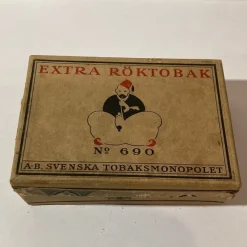 EXTRA RÖKTOBAK
Nº 690
A-B. SVENSKA TOBAKSMONOPOLET